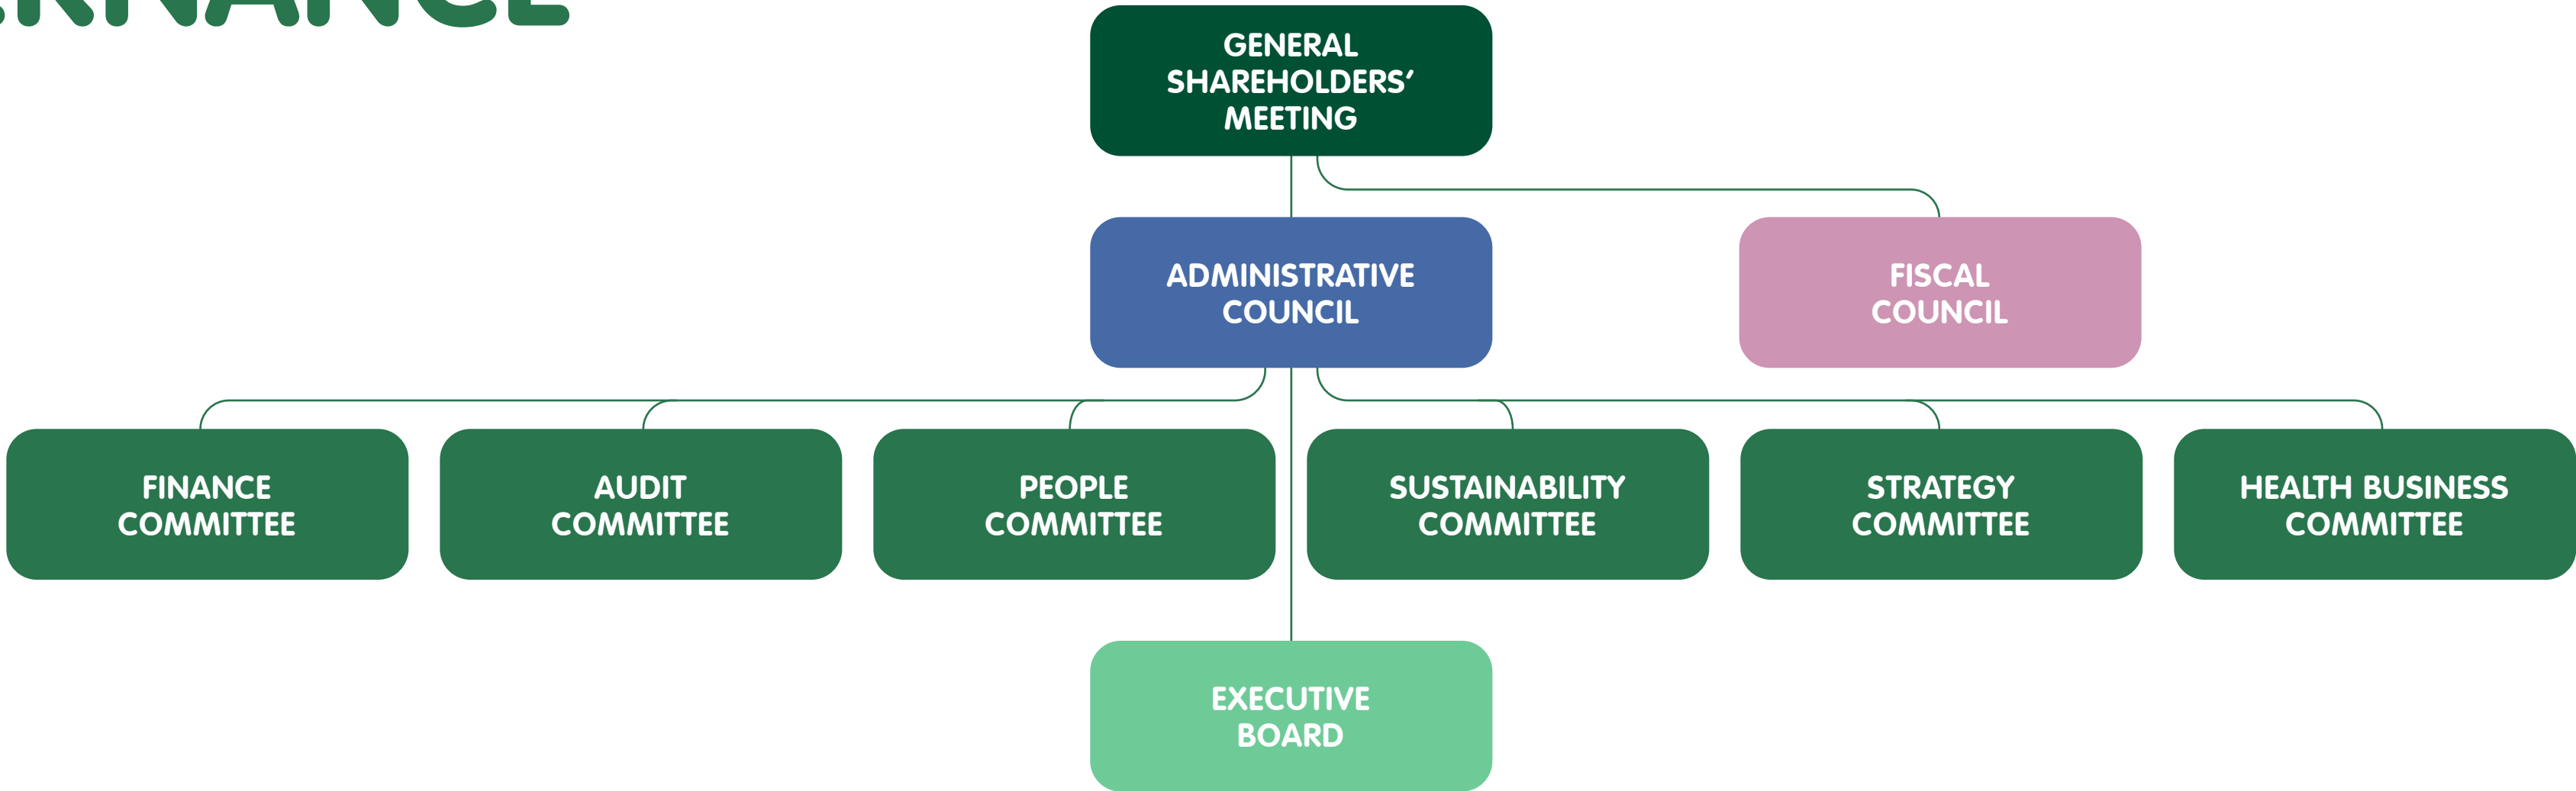 GENERAL
SHAREHOLDERS'
MEETING
ADMINISTRATIVE
COUNCIL
FISCAL
COUNCIL
FINANCE
COMMITTEE
AUDIT
COMMITTEE
PEOPLE
COMMITTEE
SUSTAINABILITY
COMMITTEE
STRATEGY
COMMITTEE
HEALTH BUSINESS
COMMITTEE
EXECUTIVE
BOARD